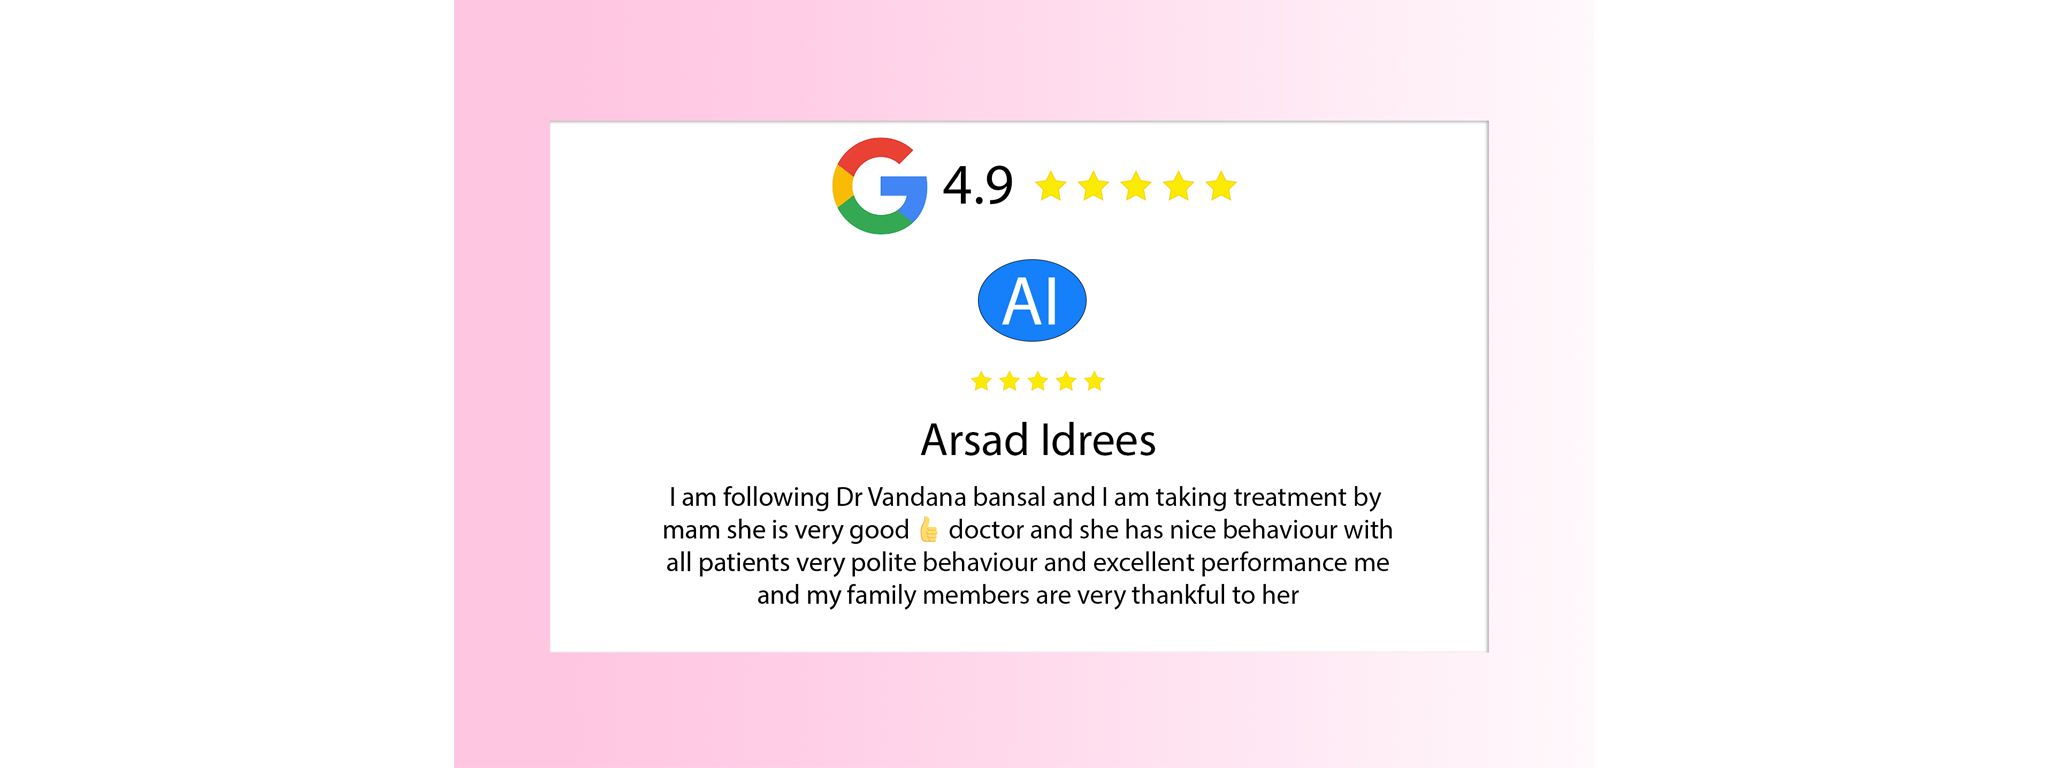 4.9
AI
Arsad Idrees
I am following Dr Vandana bansal and I am taking treatment by
mam she is very good 👍 doctor and she has nice behaviour with
all patients very polite behaviour and excellent performance me
and my family members are very thankful to her